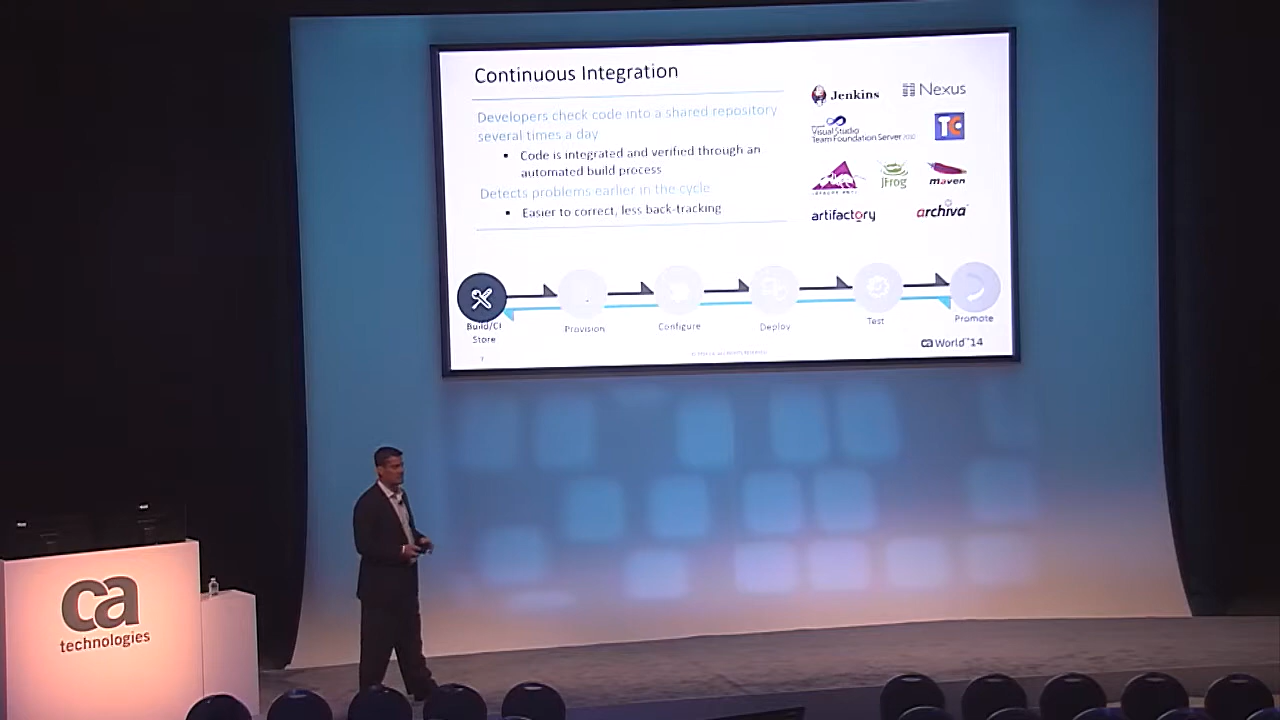 Continuous Integration
Developers check code into a shared repository
several times a day
▪ Code is integrated and verified through an
automated build process
Detects problems earlier in the cycle
▪ Easier to correct, less back-tracking
Jenkins
Nexus
Visual Studio
Team Foundation Server 2010
TC
JFrog
maven
artifactory
archiva
Build/CI
Store
Provision
Configure
Deploy
Test
Promote
7
ca World '14
ca
technologies